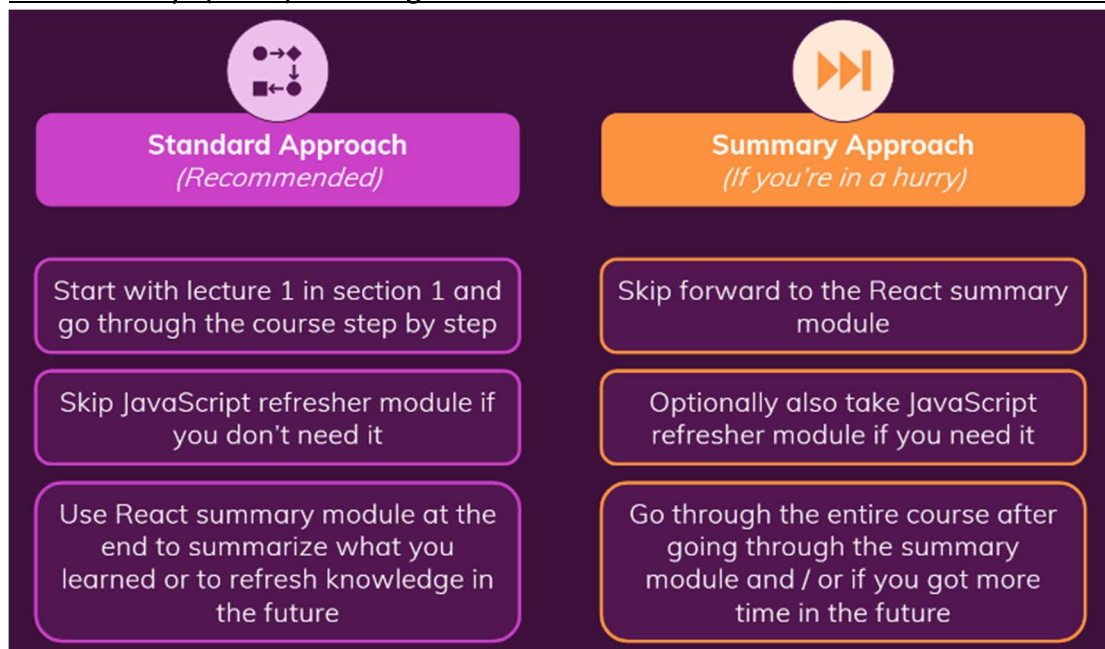 Standard Approach
(Recommended)
Start with lecture 1 in section 1 and
go through the course step by step
Skip JavaScript refresher module if
you don't need it
Use React summary module at the
end to summarize what you
learned or to refresh knowledge in
the future
Summary Approach
(If you're in a hurry)
Skip forward to the React summary
module
Optionally also take JavaScript
refresher module if you need it
Go through the entire course after
going through the summary
module and / or if you got more
time in the future